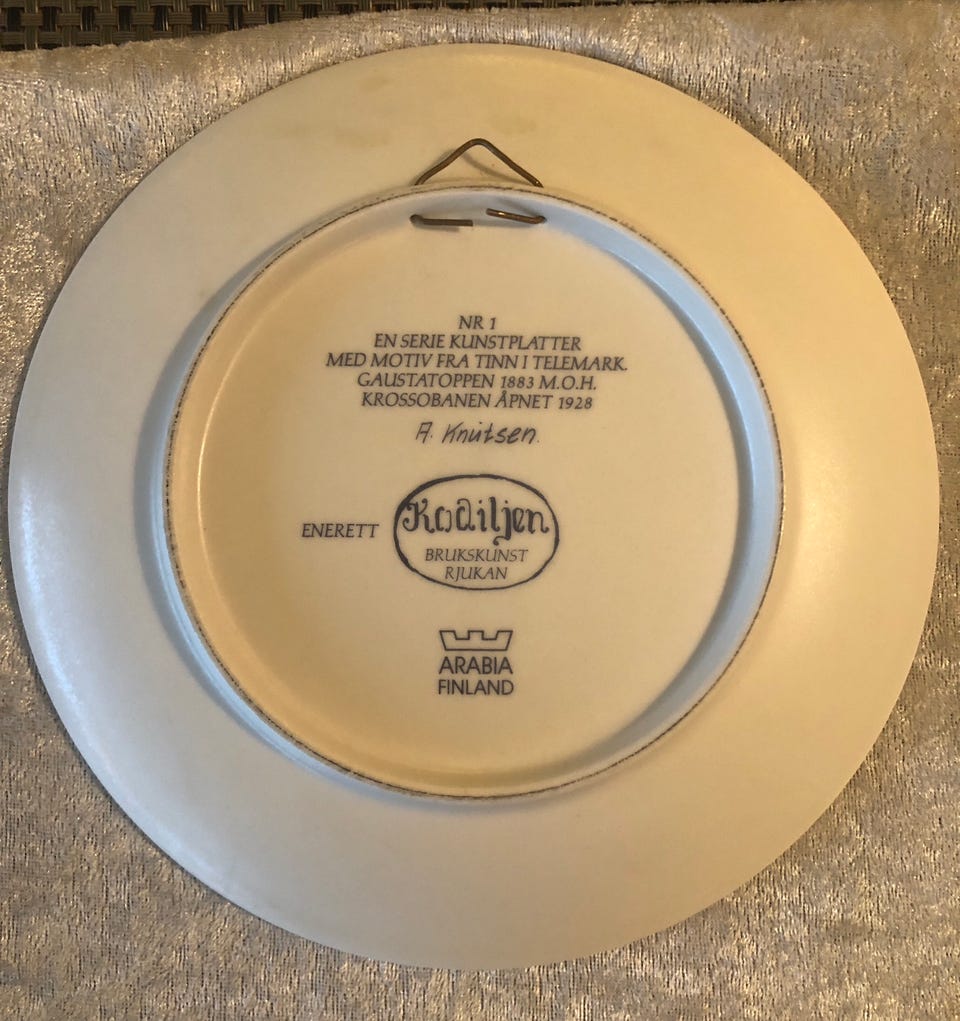 NR 1
EN SERIE KUNSTPLATTER
MED MOTIV FRA TINN I TELEMARK.
GAUSTATOPPEN 1883 M.O.H.
KROSSOBANEN ÅPNET 1928
A. Knutsen.
ENERETT
Kodiljen
BRUKSKUNST
RJUKAN
ARABIA
FINLAND